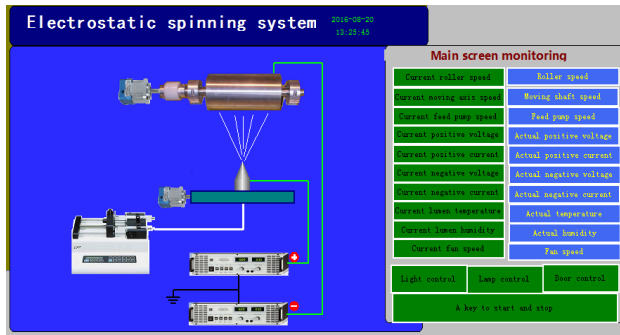 Electrostatic spinning system
2016-08-20
13:25:45
Main screen monitoring
Current roller speed
Roller speed
Current moving axis speed
Moving shaft speed
Current feed pump speed
Feed pump speed
Current positive voltage
Actual positive voltage
Current positive current
Actual positive current
Current negative voltage
Actual negative voltage
Current negative current
Actual negative current
Current lumen temperature
Actual temperature
Current lumen humidity
Actual humidity
Current fan speed
Fan speed
Light control
Lamp control
Door control
A key to start and stop